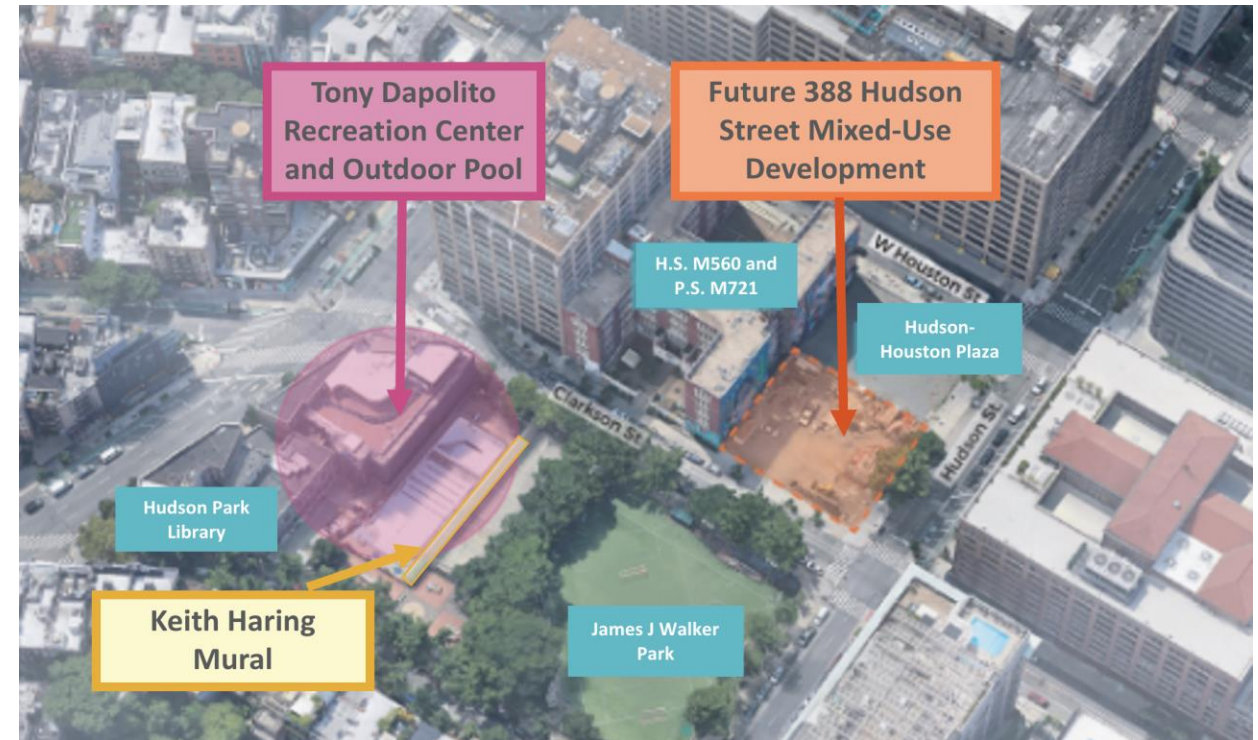 Tony Dapolito
Recreation Center
and Outdoor Pool
Future 388 Hudson
Street Mixed-Use
Development
H.S. M560 and
P.S. M721
W Houston St
Hudson-
Houston Plaza
Clarkson St
Hudson St
Hudson Park
Library
Keith Haring
Mural
James J Walker
Park